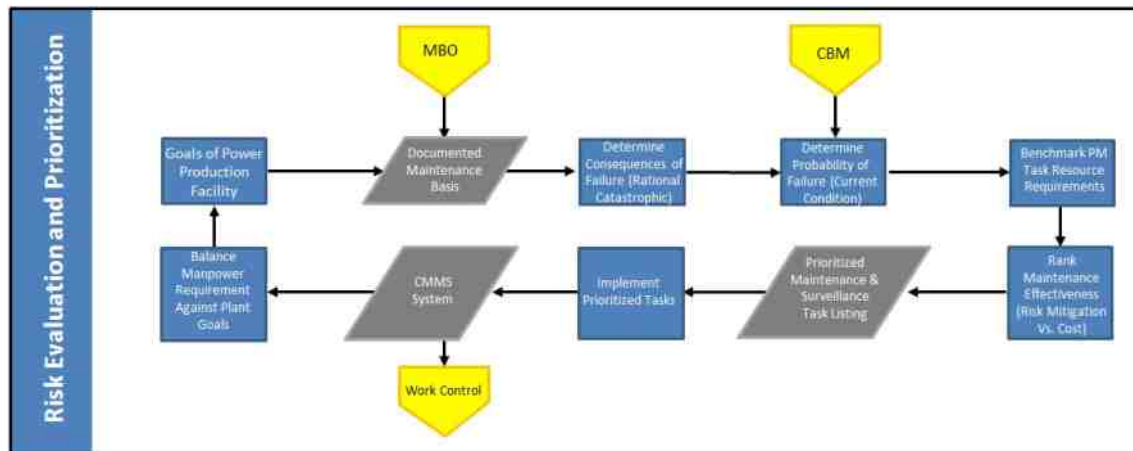 Risk Evaluation and Prioritization
MBO
CBM
Goals of Power
Production
Facility
Documented
Maintenance
Basis
Determine
Consequences of
Failure (Rational
Catastrophic)
Determine
Probability of
Failure (Current
Condition)
Benchmark PM
Task Resource
Requirements
Balance
Manpower
Requirement
Against Plant
Goals
CMMS
System
Implement
Prioritized Tasks
Prioritized
Maintenance &
Surveillance
Task Listing
Rank
Maintenance
Effectiveness
(Risk Mitigation
Vs. Cost)
Work Control